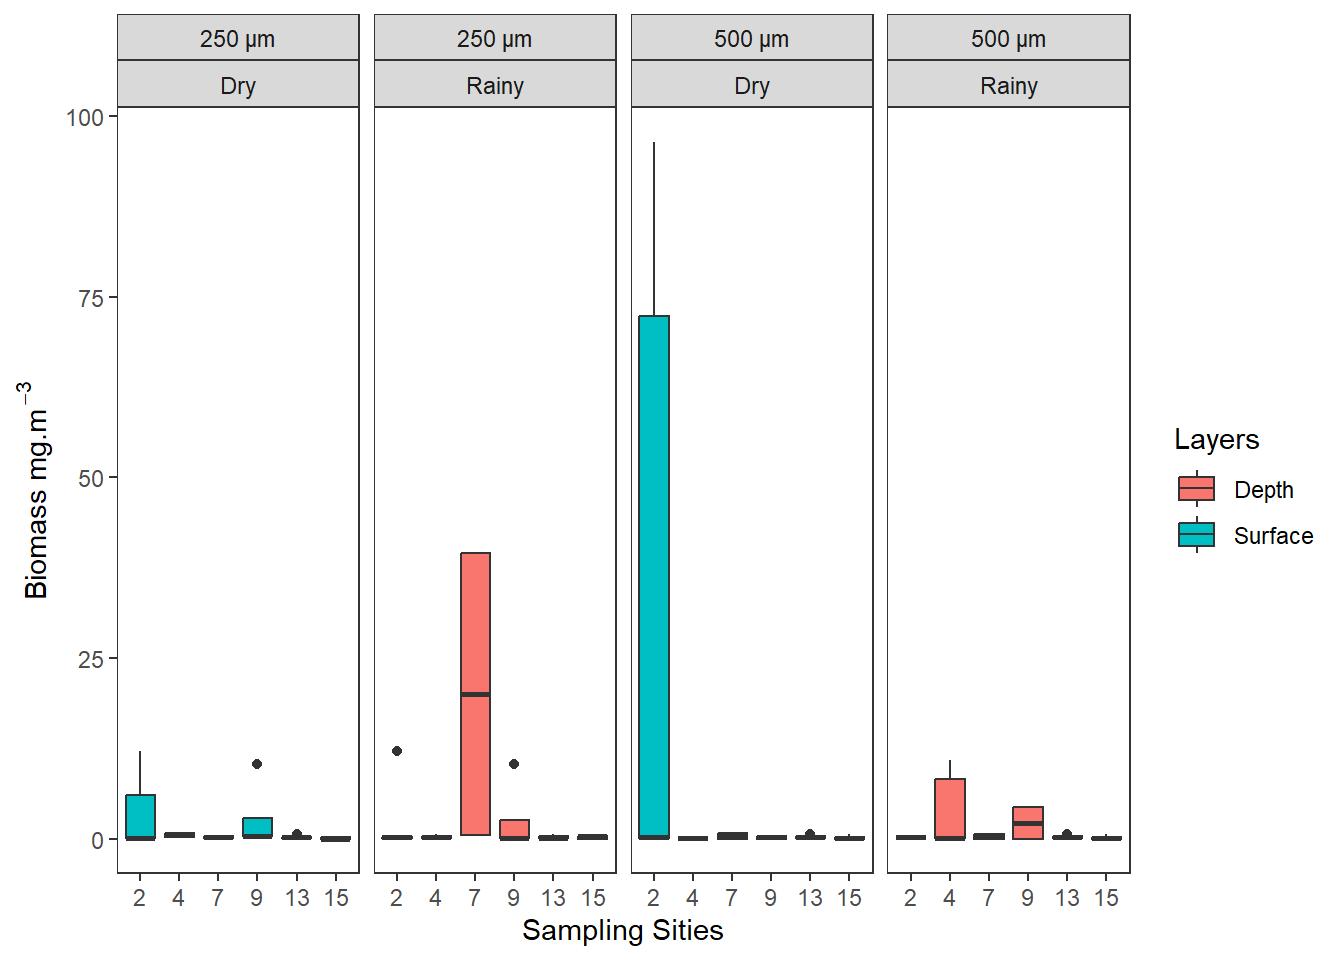 250 µm 250 µm 500 µm 500 µm
Dry Rainy Dry Rainy
100
75
50
25
0
Biomass mg.m⁻³
2 4 7 9 13 15 2 4 7 9 13 15 2 4 7 9 13 15 2 4 7 9 13 15
Sampling Sities
Layers
Depth
Surface